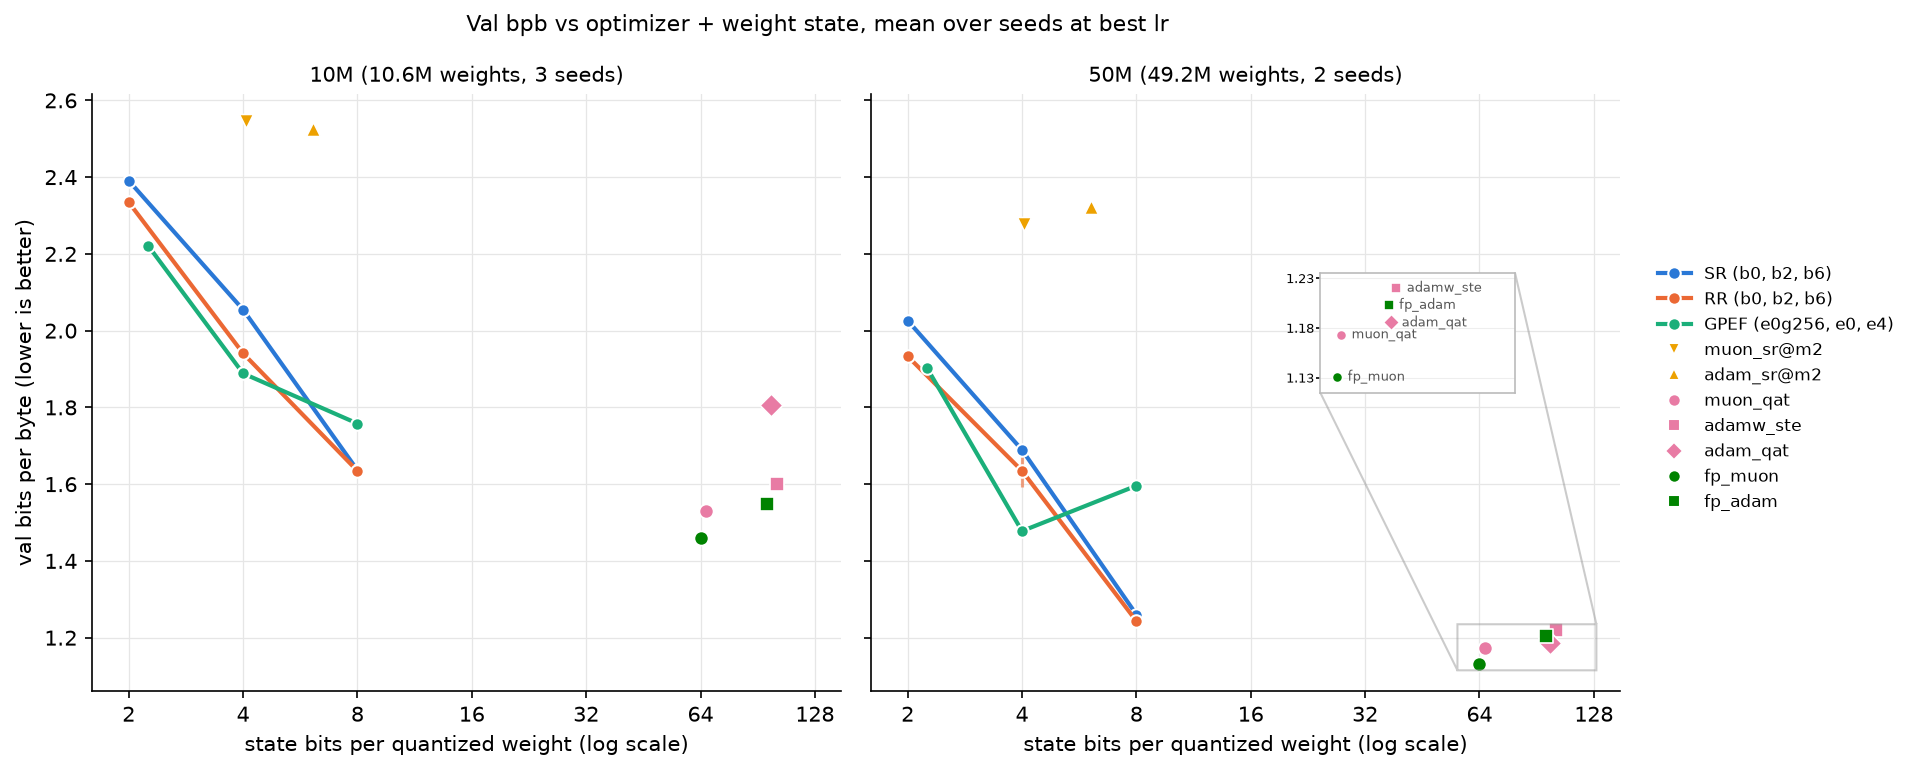 Val bpb vs optimizer + weight state, mean over seeds at best lr
10M (10.6M weights, 3 seeds)
val bits per byte (lower is better)
2.6
2.4
2.2
2.0
1.8
1.6
1.4
1.2
2 4 8 16 32 64 128
state bits per quantized weight (log scale)
50M (49.2M weights, 2 seeds)
1.23
1.18
1.13
adamw_ste
fp_adam
adam_qat
muon_qat
fp_muon
2 4 8 16 32 64 128
state bits per quantized weight (log scale)
SR (b0, b2, b6)
RR (b0, b2, b6)
GPEF (e0g256, e0, e4)
muon_sr@m2
adam_sr@m2
muon_qat
adamw_ste
adam_qat
fp_muon
fp_adam